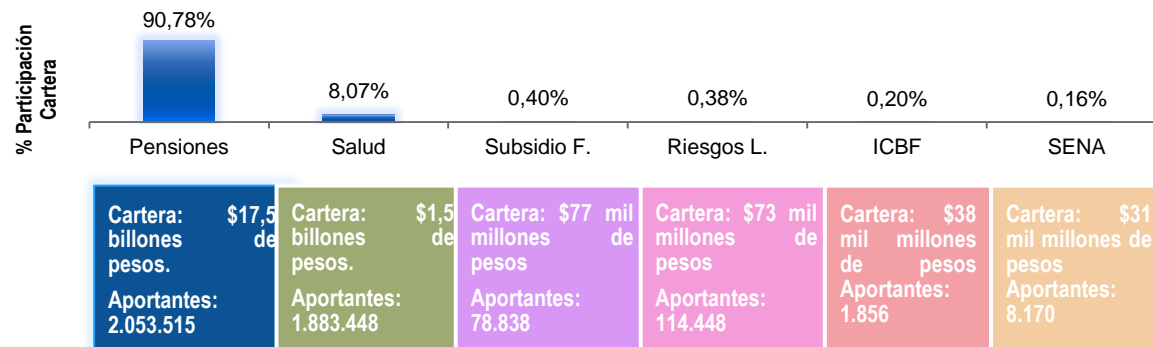 % Participación
Cartera
90,78%
8,07%
0,40%
0,38%
0,20%
0,16%
Pensiones
Salud
Subsidio F.
Riesgos L.
ICBF
SENA
Cartera: $17,5
billones de
pesos.
Aportantes:
2.053.515
Cartera: $1,5
billones de
pesos.
Aportantes:
1.883.448
Cartera: $77 mil
millones de
pesos
Aportantes:
78.838
Cartera: $73 mil
millones de
pesos
Aportantes:
114.448
Cartera: $38
mil millones
de pesos
Aportantes:
1.856
Cartera: $31
mil millones de
pesos
Aportantes:
8.170